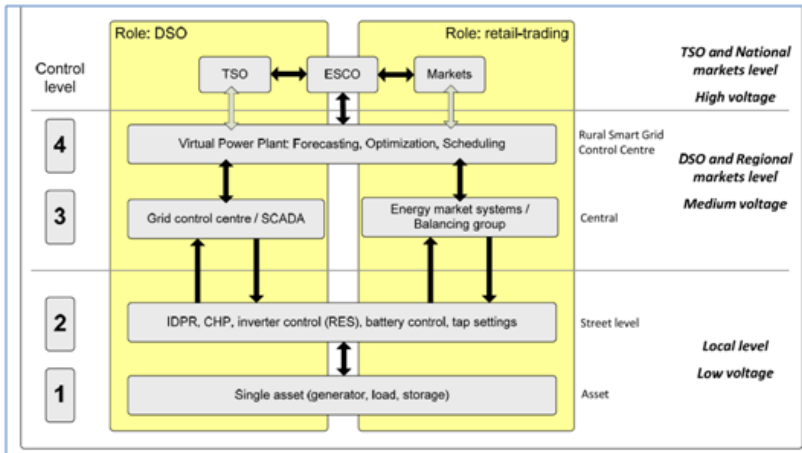 Role: DSO
Role: retail-trading
Control
level
TSO
ESCO
Markets
TSO and National
markets level
High voltage
4
Virtual Power Plant: Forecasting, Optimization, Scheduling
Rural Smart Grid
Control Centre
DSO and Regional
markets level
Medium voltage
3
Grid control centre / SCADA
Energy market systems /
Balancing group
Central
2
IDPR, CHP, inverter control (RES), battery control, tap settings
Street level
Local level
Low voltage
1
Single asset (generator, load, storage)
Asset